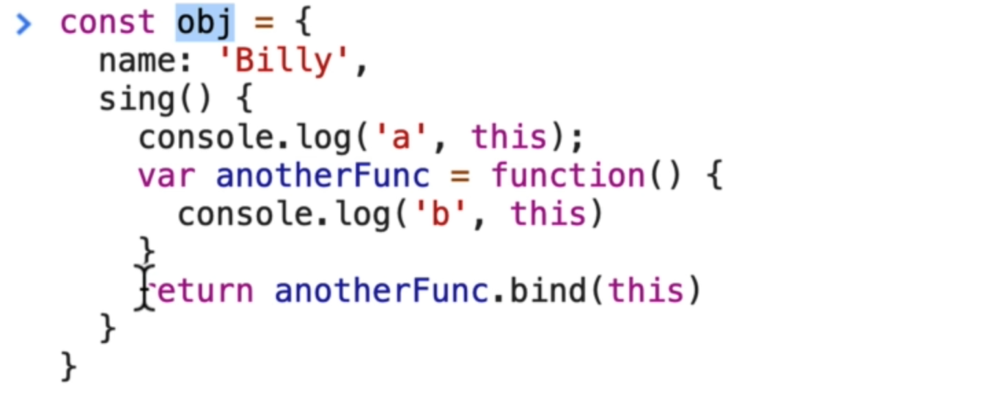 > const obj = {
name: 'Billy',
sing() {
console.log('a', this);
var anotherFunc = function() {
console.log('b', this)
}
return anotherFunc.bind(this)
}
}